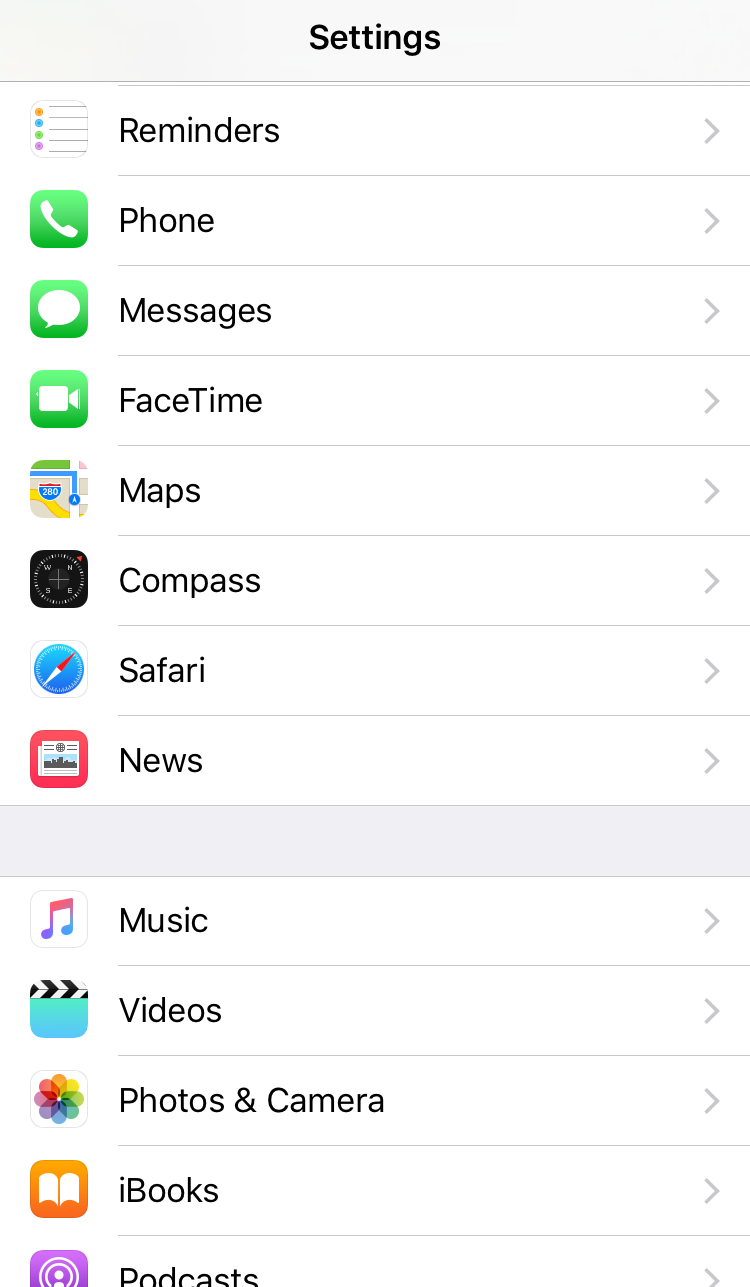 Settings
Reminders
Phone
Messages
FaceTime
280
Maps
W N
S E
Compass
Safari
News
Music
Videos
Photos & Camera
iBooks
Podcasts